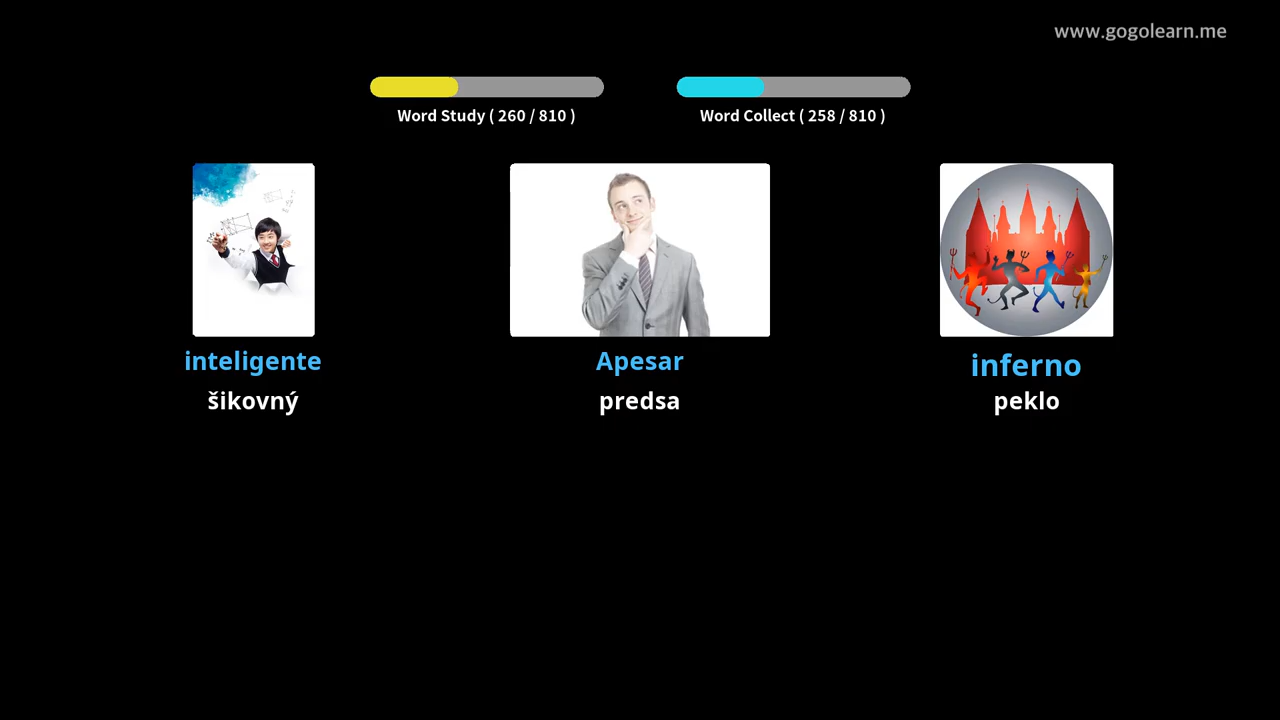 www.gogolearn.me
Word Study ( 260 / 810 )
Word Collect ( 258 / 810 )
inteligente
šikovný
Apesar
predsa
inferno
peklo